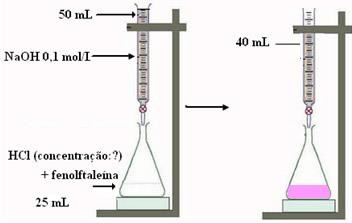 50 mL
NaOH 0,1 mol/l
HCl (concentração:?)
+ fenolftaleína
25 mL
40 mL